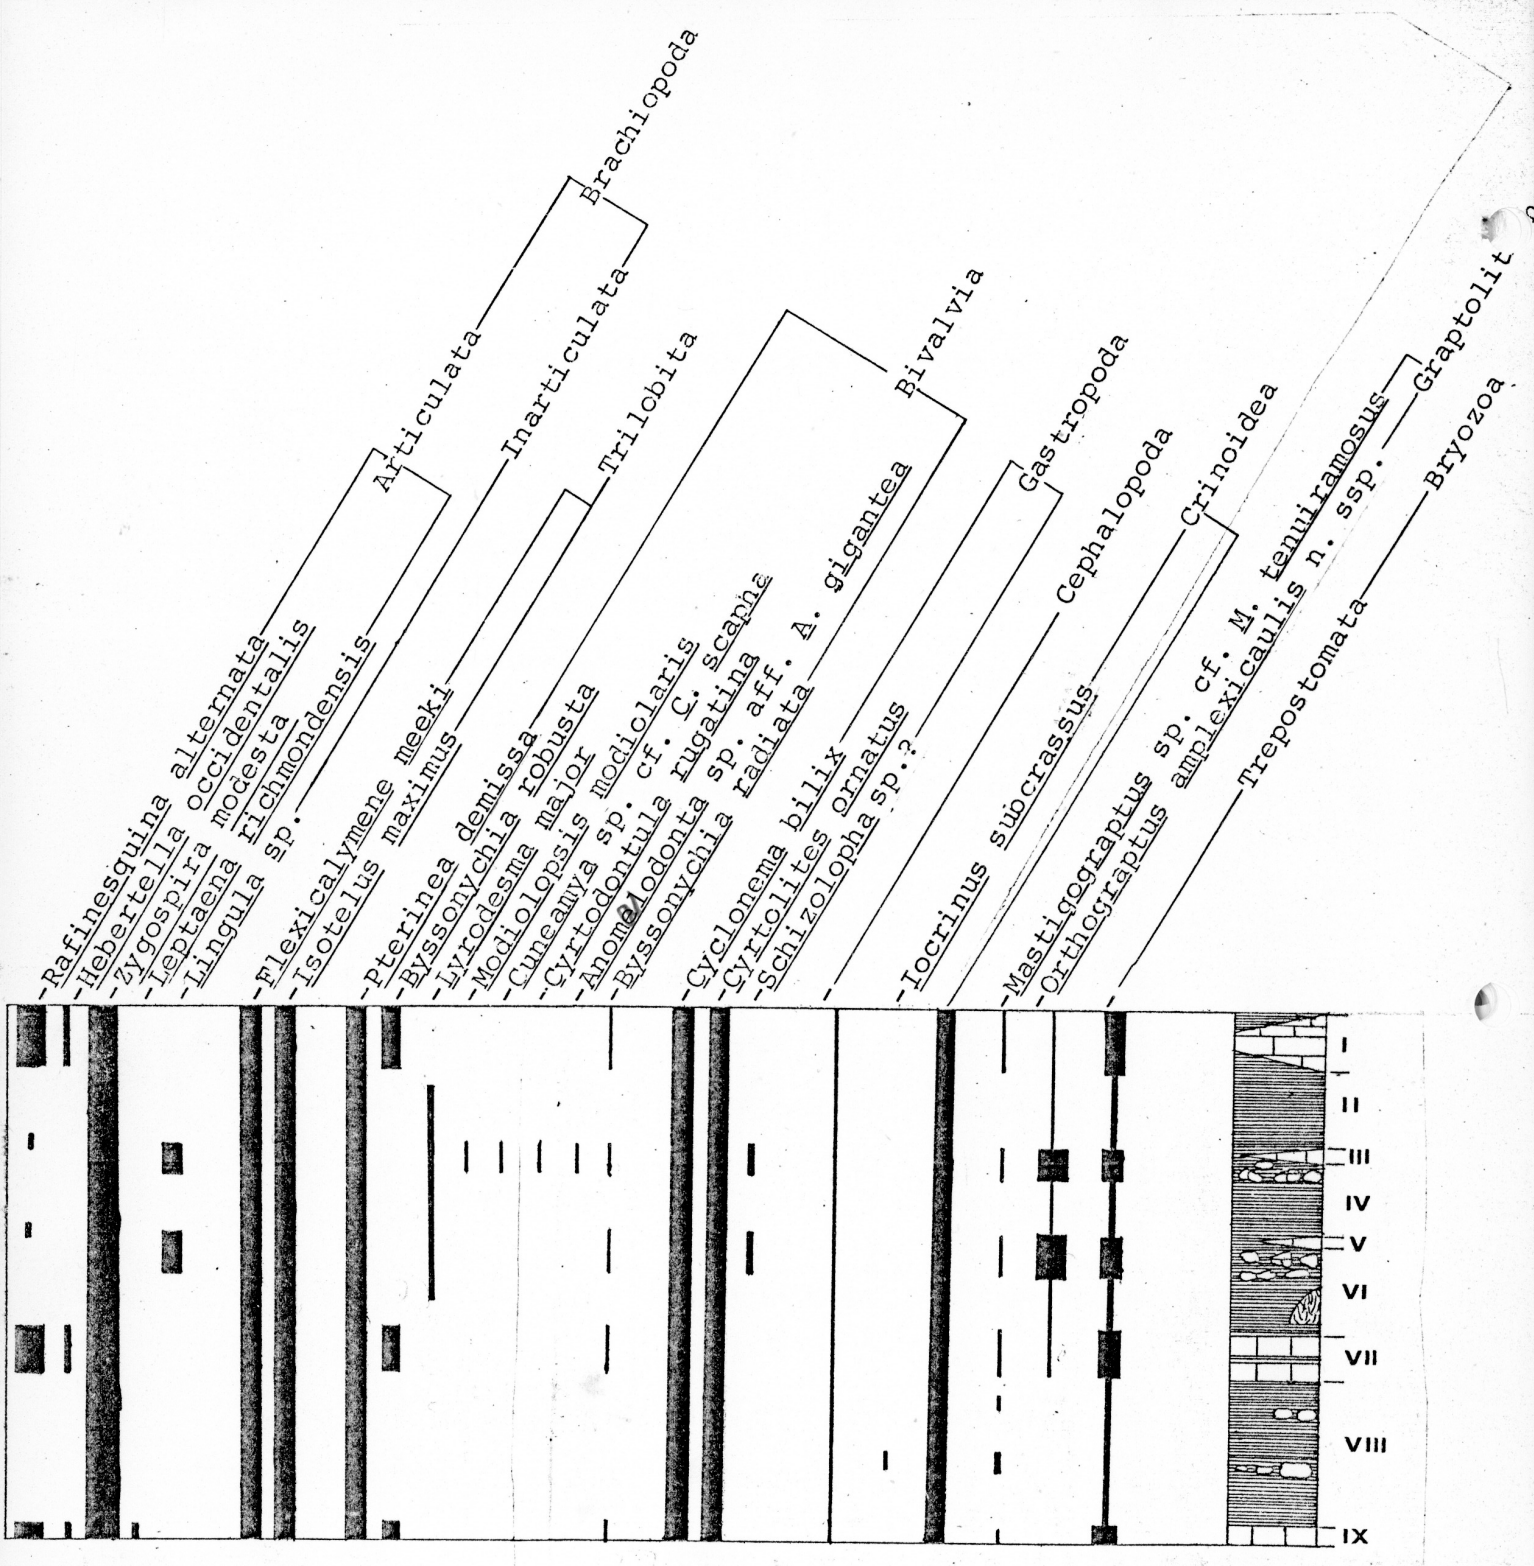 Brachiopoda
Articulata
Inarticulata
Trilobita
Bivalvia
Gastropoda
Cephalopoda
Crinoidea
Graptolit
Bryozoa
Trepostomata
Rafinesquina alternata
Hebertella occidentalis
Zygospira modesta
Leptaena richmondensis
Lingula sp.
Flexicalymene meeki
Isotelus maximus
Pterinea demissa
Byssonychia robusta
Lyrodesma major
Modiolopsis modiolaris
Cuneamya sp. cf. C. scapha
Cyrtodontula rugatina
Anomalodonta sp. aff. A. gigantea
Byssonychia radiata
Cyclonema bilix
Cyrtolites ornatus
Schizolopha sp.?
Iocrinus subcrassus
Mastigograptus sp. cf. M. tenuiramosus
Orthograptus amplexicaulis n. ssp.
I
II
III
IV
V
VI
VII
VIII
IX